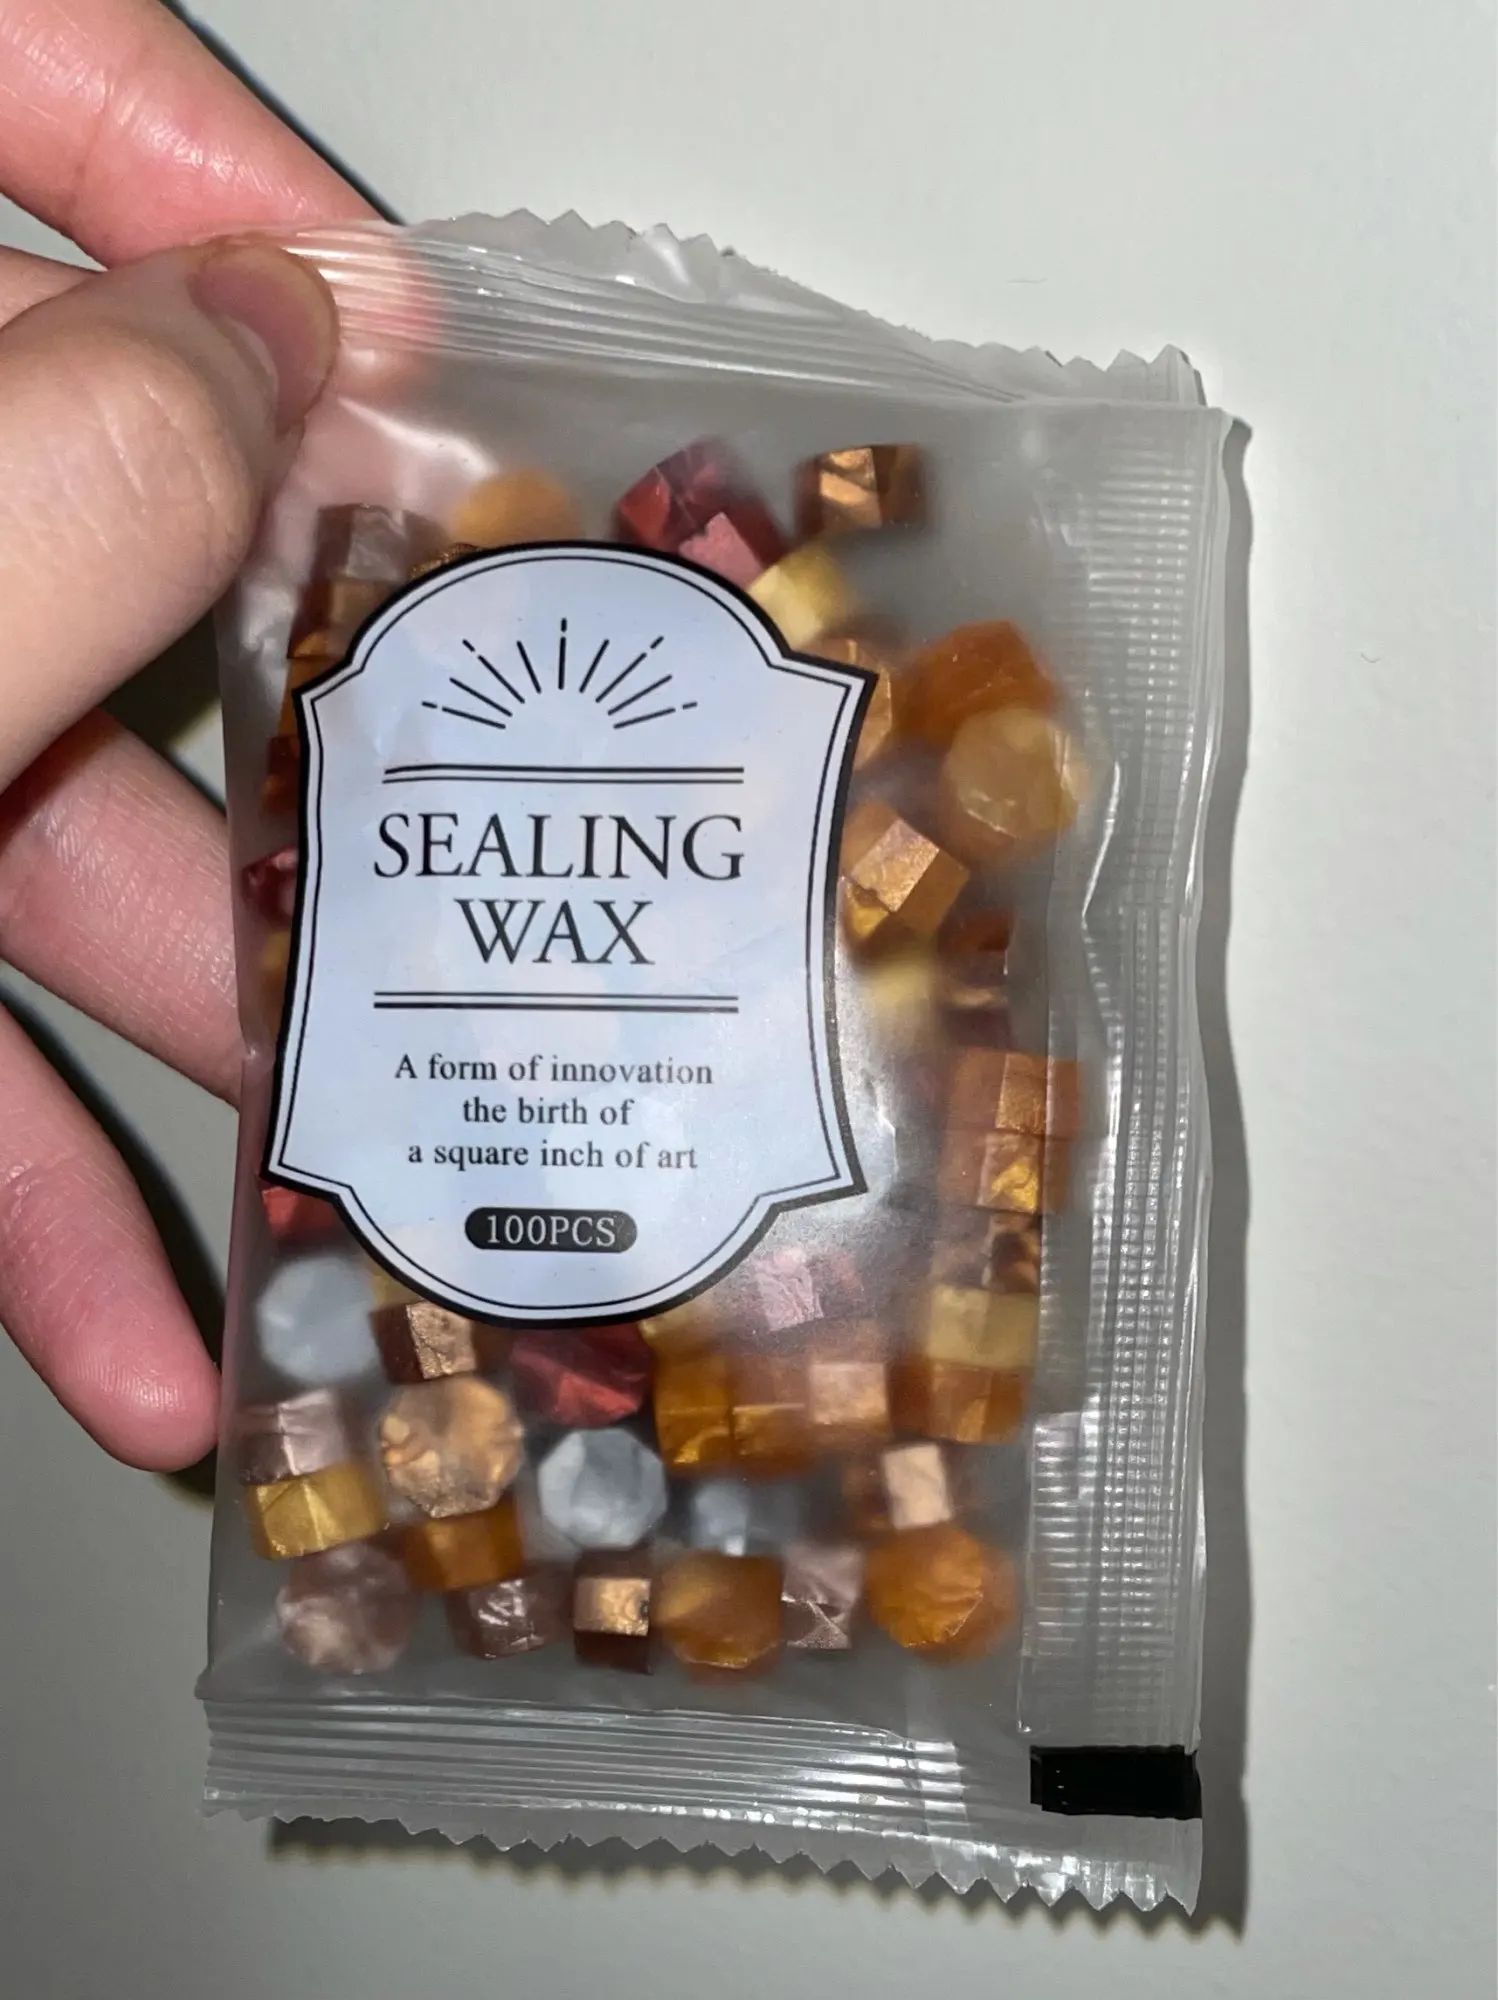 SEALING
WAX
A form of innovation
the birth of
a square inch of art
100PCS